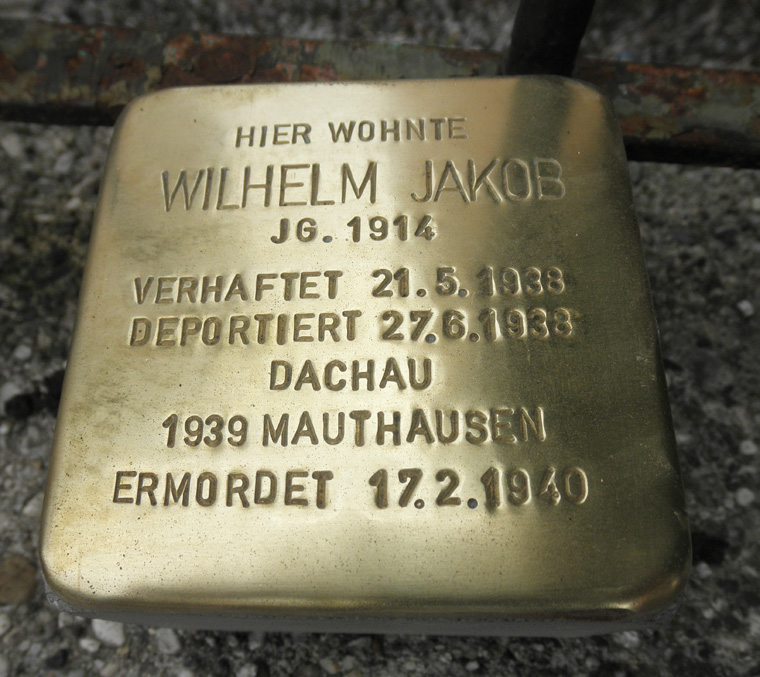 HIER WOHNTE
WILHELM JAKOB
JG. 1914
VERHAFTET 21.5.1938
DEPORTIERT 27.6.1938
DACHAU
1939 MAUTHAUSEN
ERMORDET 17.2.1940